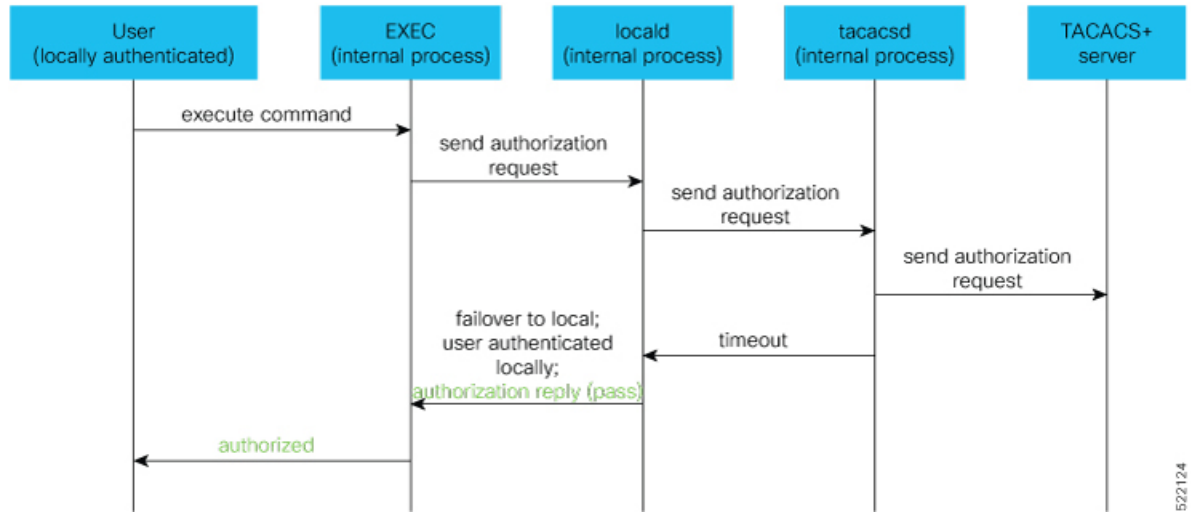 User
(locally authenticated)
EXEC
(internal process)
locald
(internal process)
tacacsd
(internal process)
TACACS+
server
execute command
send authorization
request
send authorization
request
send authorization
request
timeout
failover to local;
user authenticated
locally;
authorization reply (pass)
authorized
522124